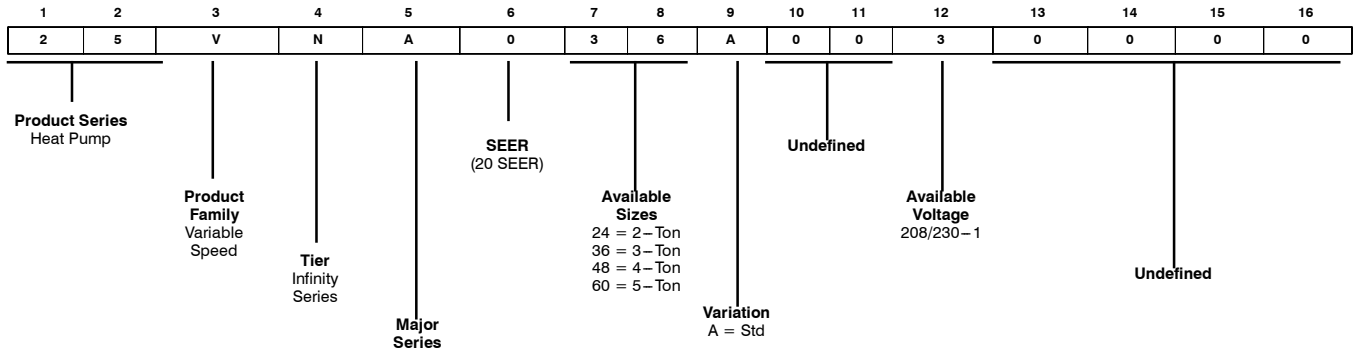 1 2 3 4 5 6 7 8 9 10 11 12 13 14 15 16
2 5 V N A 0 3 6 A 0 0 3 0 0 0 0
Product Series
Heat Pump
Product
Family
Variable
Speed
Tier
Infinity
Series
Major
Series
SEER
(20 SEER)
Available
Sizes
24 = 2-Ton
36 = 3-Ton
48 = 4-Ton
60 = 5-Ton
Variation
A = Std
Undefined
Available
Voltage
208/230-1
Undefined